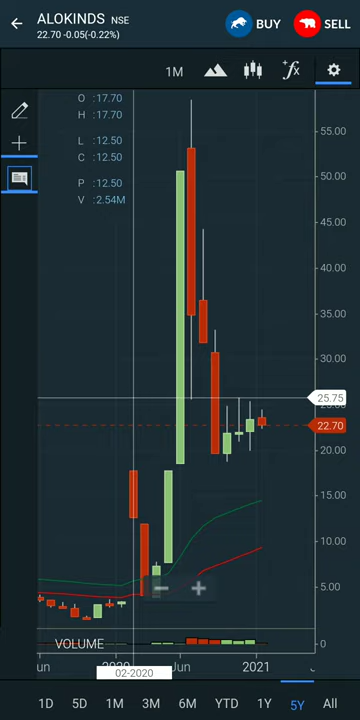 ALOKINDS NSE
22.70 -0.05(-0.22%)
BUY
SELL
1M
O :17.70
H :17.70
L :12.50
C :12.50
P :12.50
V :2.54M
55.00
50.00
45.00
40.00
35.00
30.00
25.75
22.70
20.00
15.00
10.00
5.00
VOLUME
0
2020
Jun
2021
02-2020
1D 5D 1M 3M 6M YTD 1Y 5Y All